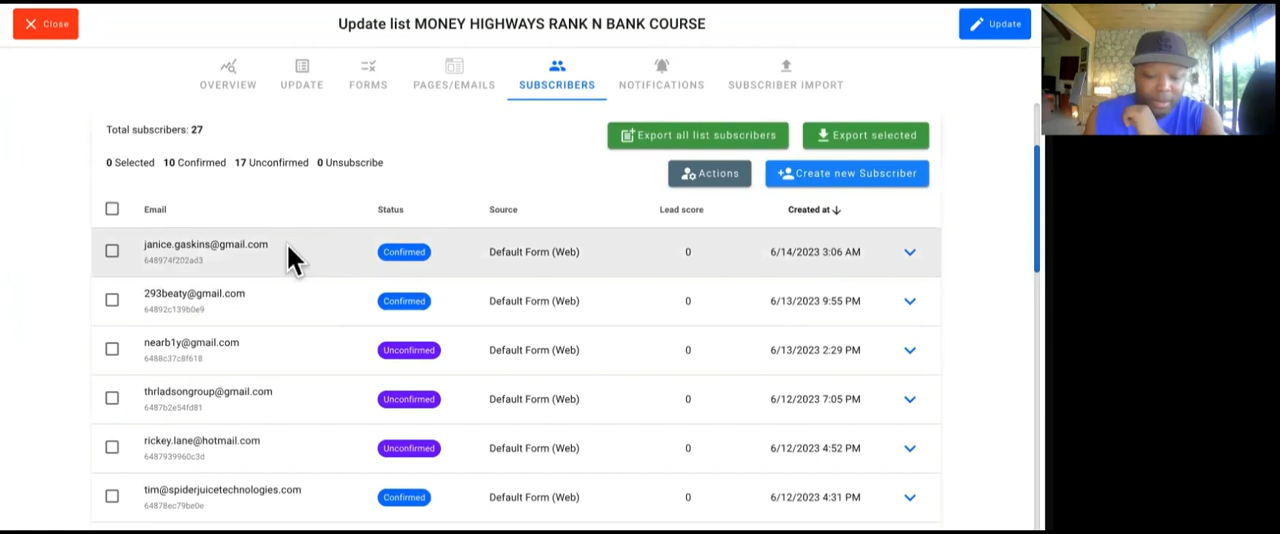 Close
Update list MONEY HIGHWAYS RANK N BANK COURSE
Update
OVERVIEW
UPDATE
FORMS
PAGES/EMAILS
SUBSCRIBERS
NOTIFICATIONS
SUBSCRIBER IMPORT
Total subscribers: 27
Export all list subscribers
Export selected
0 Selected 10 Confirmed 17 Unconfirmed 0 Unsubscribe
Actions
Create new Subscriber
Email Status Source Lead score Created at
janice.gaskins@gmail.com Confirmed Default Form (Web) 0 6/14/2023 3:06 AM
648974f202ad3
293beaty@gmail.com Confirmed Default Form (Web) 0 6/13/2023 9:55 PM
64892c139b0e9
nearb1y@gmail.com Unconfirmed Default Form (Web) 0 6/13/2023 2:29 PM
6488c37c8f618
thrladsongroup@gmail.com Unconfirmed Default Form (Web) 0 6/12/2023 7:05 PM
6487b2e54fd81
rickey.lane@hotmail.com Unconfirmed Default Form (Web) 0 6/12/2023 4:52 PM
6487939960c3d
tim@spiderjuicetechnologies.com Confirmed Default Form (Web) 0 6/12/2023 4:31 PM
64878ec79be0e